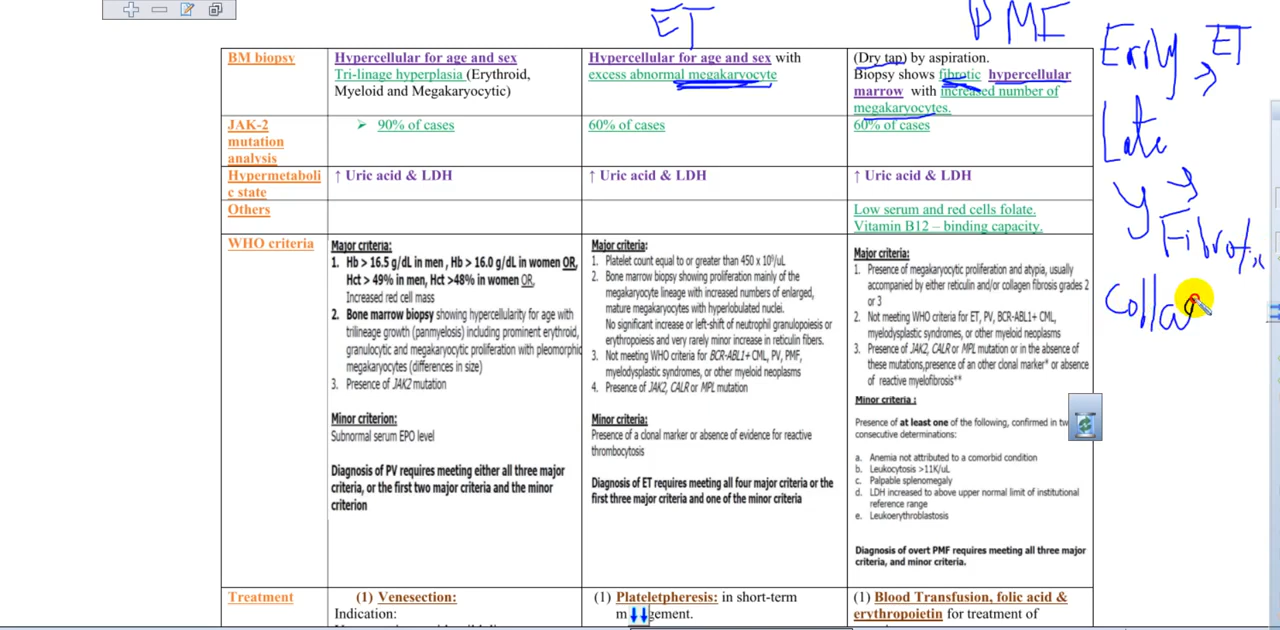 ET
PMF
Early
ET
Late
Fibrotic
Colla
BM biopsy
Hypercellular for age and sex
Tri-linage hyperplasia (Erythroid,
Myeloid and Megakaryocytic)
Hypercellular for age and sex with
excess abnormal megakaryocyte
(Dry tap) by aspiration.
Biopsy shows fibrotic hypercellular
marrow with increased number of
megakaryocytes.
JAK-2
mutation
analysis
➢ 90% of cases
60% of cases
60% of cases
Hypermetaboli
c state
↑ Uric acid & LDH
↑ Uric acid & LDH
↑ Uric acid & LDH
Others
Low serum and red cells folate.
Vitamin B12 – binding capacity.
WHO criteria
Major criteria:
1. Hb > 16.5 g/dL in men , Hb > 16.0 g/dL in women OR,
Hct > 49% in men, Hct >48% in women OR,
Increased red cell mass
2. Bone marrow biopsy showing hypercellularity for age with
trilineage growth (panmyelosis) including prominent erythroid,
granulocytic and megakaryocytic proliferation with pleomorphic
megakaryocytes (differences in size)
3. Presence of JAK2 mutation
Minor criterion:
Subnormal serum EPO level
Diagnosis of PV requires meeting either all three major
criteria, or the first two major criteria and the minor
criterion
Major criteria:
1. Platelet count equal to or greater than 450 x 10⁹/uL
2. Bone marrow biopsy showing proliferation mainly of the
megakaryocyte lineage with increased numbers of enlarged,
mature megakaryocytes with hyperlobulated nuclei.
No significant increase or left-shift of neutrophil granulopoiesis or
erythropoiesis and very rarely minor increase in reticulin fibers.
3. Not meeting WHO criteria for BCR-ABL1+ CML, PV, PMF,
myelodysplastic syndromes, or other myeloid neoplasms
4. Presence of JAK2, CALR or MPL mutation
Minor criteria:
Presence of a clonal marker or absence of evidence for reactive
thrombocytosis
Diagnosis of ET requires meeting all four major criteria or the
first three major criteria and one of the minor criteria
Major criteria:
1. Presence of megakaryocytic proliferation and atypia, usually
accompanied by either reticulin and/or collagen fibrosis grades 2
or 3
2. Not meeting WHO criteria for ET, PV, BCR-ABL1+ CML,
myelodysplastic syndromes, or other myeloid neoplasms
3. Presence of JAK2, CALR or MPL mutation or in the absence of
these mutations,presence of an other clonal marker* or absence
of reactive myelofibrosis**
Minor criteria :
Presence of at least one of the following, confirmed in tw
consecutive determinations:
a. Anemia not attributed to a comorbid condition
b. Leukocytosis >11K/uL
c. Palpable splenomegaly
d. LDH increased to above upper normal limit of institutional
reference range
e. Leukoerythroblastosis
Diagnosis of overt PMF requires meeting all three major
criteria, and minor criteria.
Treatment
(1) Venesection:
Indication:
(1) Plateletpheresis: in short-term
m gement.
(1) Blood Transfusion, folic acid &
erythropoietin for treatment of